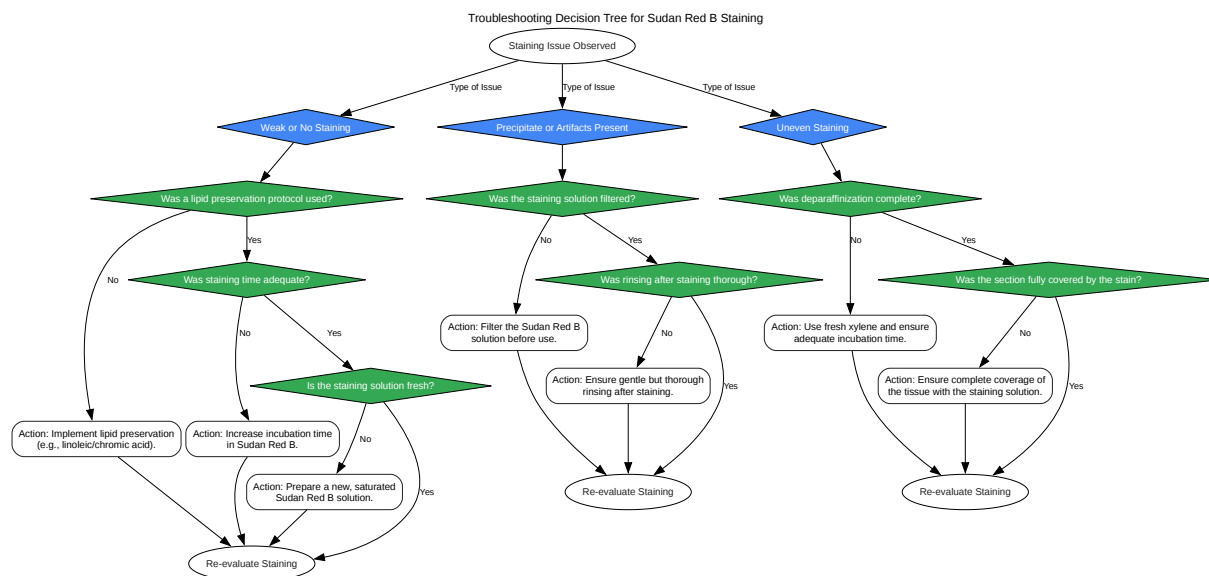 Troubleshooting Decision Tree for Sudan Red B Staining
Staining Issue Observed
Type of Issue
Type of Issue
Type of Issue
Weak or No Staining
Precipitate or Artifacts Present
Uneven Staining
Was a lipid preservation protocol used?
Was the staining solution filtered?
Was deparaffinization complete?
Yes
No
Yes
No
Yes
No
Was staining time adequate?
Was rinsing after staining thorough?
Was the section fully covered by the stain?
No
Yes
No
No
Action: Filter the Sudan Red B
solution before use.
Action: Use fresh xylene and ensure
adequate incubation time.
Is the staining solution fresh?
Action: Ensure gentle but thorough
rinsing after staining.
Yes
Action: Ensure complete coverage of
the tissue with the staining solution.
Yes
Action: Implement lipid preservation
(e.g., linoleic/chromic acid).
Action: Increase incubation time
in Sudan Red B.
No
Action: Prepare a new, saturated
Sudan Red B solution.
Yes
Re-evaluate Staining
Re-evaluate Staining
Re-evaluate Staining